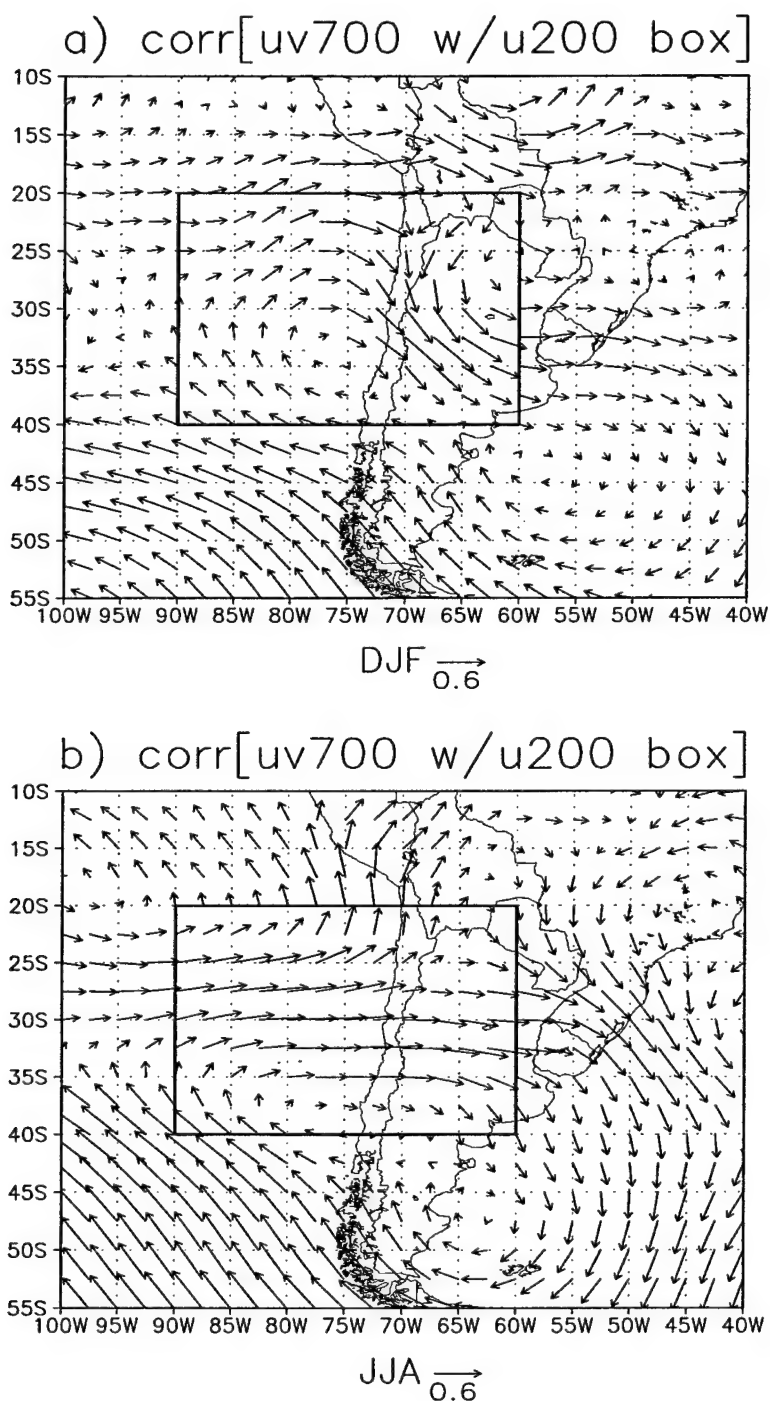 a) corr[uv700 w/u200 box]
10S
15S
20S
25S
30S
35S
40S
45S
50S
55S
100W 95W 90W 85W 80W 75W 70W 65W 60W 55W 50W 45W 40W
DJF 0.6
b) corr[uv700 w/u200 box]
10S
15S
20S
25S
30S
35S
40S
45S
50S
55S
100W 95W 90W 85W 80W 75W 70W 65W 60W 55W 50W 45W 40W
JJA 0.6